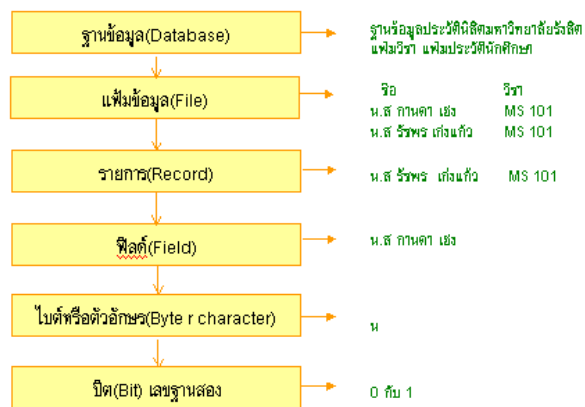 ฐานข้อมูล(Database)
ฐานข้อมูลประวัตินิสิตมหาวิทยาลัยรังสิต
แฟ้มวิชา แฟ้มประวัตินักศึกษา
แฟ้มข้อมูล(File)
ชื่อ วิชา
น.ส กานดา เฮง MS 101
น.ส รัชพร เก่งแก้ว MS 101
รายการ(Record)
น.ส รัชพร เก่งแก้ว MS 101
ฟิลด์(Field)
น.ส กานดา เฮง
ไบต์หรือตัวอักษร(Byte r character)
น
บิต(Bit) เลขฐานสอง
0 กับ 1